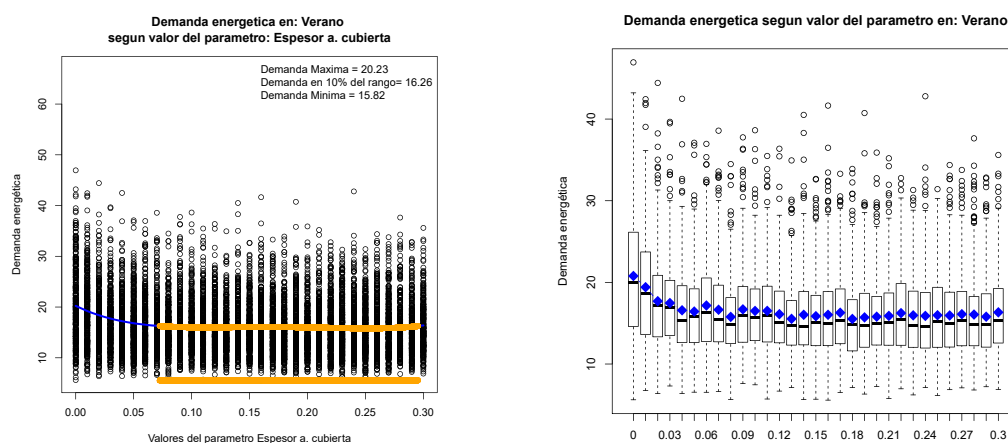 Demanda energetica en: Verano
segun valor del parametro: Espesor a. cubierta
Demanda Maxima = 20.23
Demanda en 10% del rango= 16.26
Demanda Minima = 15.82
Demanda energética
60
50
40
30
20
10
0.00 0.05 0.10 0.15 0.20 0.25 0.30
Valores del parametro Espesor a. cubierta
Demanda energetica segun valor del parametro en: Verano
Demanda energética
40
30
20
10
0 0.03 0.06 0.09 0.12 0.15 0.18 0.21 0.24 0.27 0.3